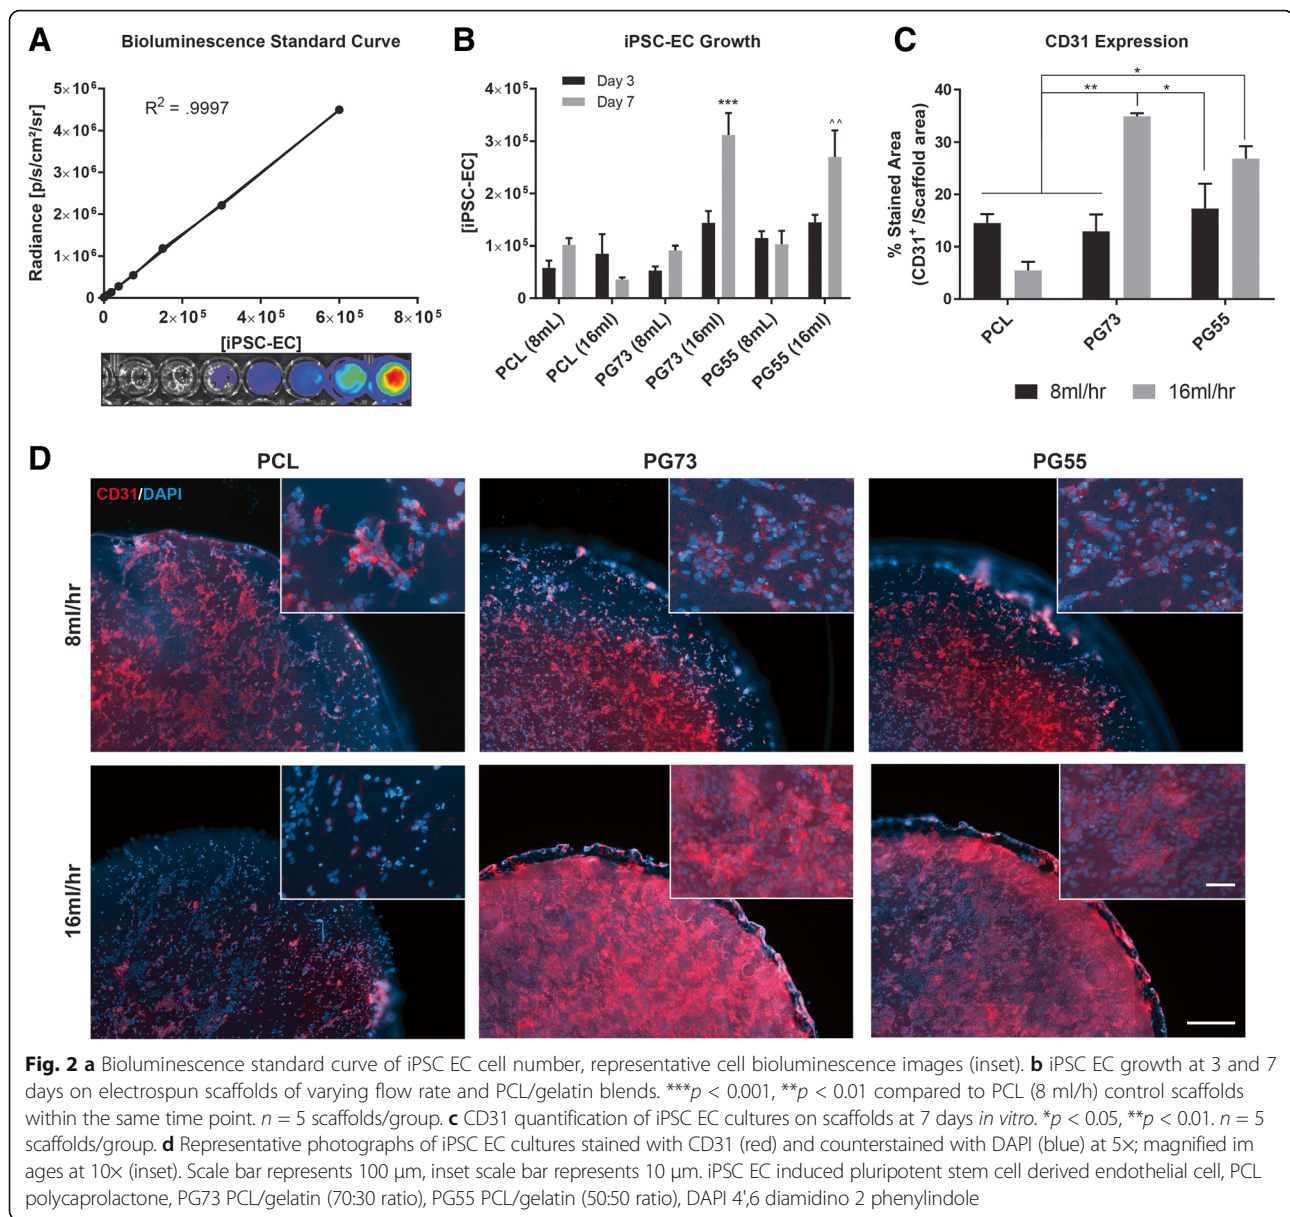 A
Bioluminescence Standard Curve
R² = .9997
Radiance [p/s/cm²/sr]
5×10⁶
4×10⁶
3×10⁶
2×10⁶
1×10⁶
0
0
2×10⁵
4×10⁵
6×10⁵
8×10⁵
[iPSC-EC]
B
iPSC-EC Growth
Day 3
Day 7
[iPSC-EC]
4×10⁵
3×10⁵
2×10⁵
1×10⁵
0
***
^^
PCL (8mL)
PCL (16ml)
PG73 (8mL)
PG73 (16ml)
PG55 (8mL)
PG55 (16ml)
C
CD31 Expression
% Stained Area
(CD31⁺/Scaffold area)
40
30
20
10
0
*
**
*
PCL
PG73
PG55
8ml/hr
16ml/hr
D
PCL
PG73
PG55
CD31/DAPI
8ml/hr
16ml/hr
Fig. 2 a Bioluminescence standard curve of iPSC EC cell number, representative cell bioluminescence images (inset). b iPSC EC growth at 3 and 7
days on electrospun scaffolds of varying flow rate and PCL/gelatin blends. ***p < 0.001, **p < 0.01 compared to PCL (8 ml/h) control scaffolds
within the same time point. n = 5 scaffolds/group. c CD31 quantification of iPSC EC cultures on scaffolds at 7 days in vitro. *p < 0.05, **p < 0.01. n = 5
scaffolds/group. d Representative photographs of iPSC EC cultures stained with CD31 (red) and counterstained with DAPI (blue) at 5×; magnified im
ages at 10× (inset). Scale bar represents 100 μm, inset scale bar represents 10 μm. iPSC EC induced pluripotent stem cell derived endothelial cell, PCL
polycaprolactone, PG73 PCL/gelatin (70:30 ratio), PG55 PCL/gelatin (50:50 ratio), DAPI 4',6 diamidino 2 phenylindole